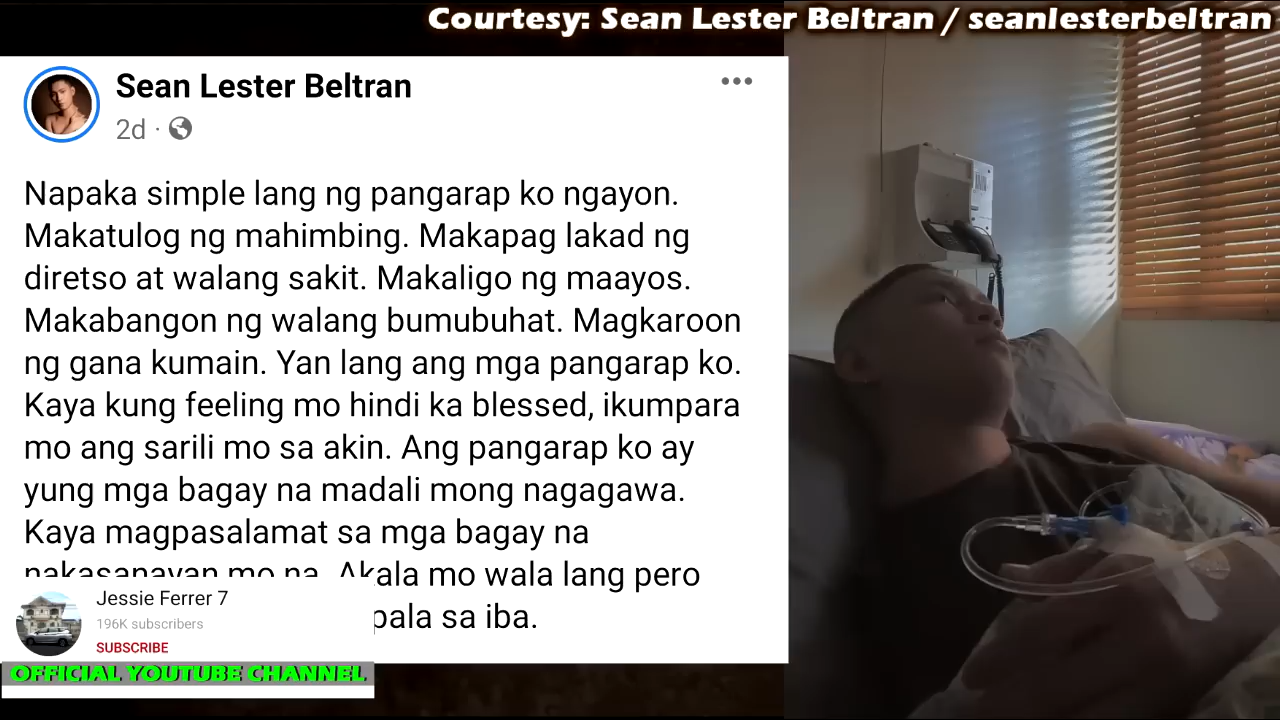 Courtesy: Sean Lester Beltran / seanlesterbeltran
Sean Lester Beltran
2d ·
Napaka simple lang ng pangarap ko ngayon.
Makatulog ng mahimbing. Makapag lakad ng
diretso at walang sakit. Makaligo ng maayos.
Makabangon ng walang bumubuhat. Magkaroon
ng gana kumain. Yan lang ang mga pangarap ko.
Kaya kung feeling mo hindi ka blessed, ikumpara
mo ang sarili mo sa akin. Ang pangarap ko ay
yung mga bagay na madali mong nagagawa.
Kaya magpasalamat sa mga bagay na
nakasanayan mo na. Akala mo wala lang pero
pala sa iba.
Jessie Ferrer 7
196K subscribers
SUBSCRIBE
OFFICIAL YOUTUBE CHANNEL